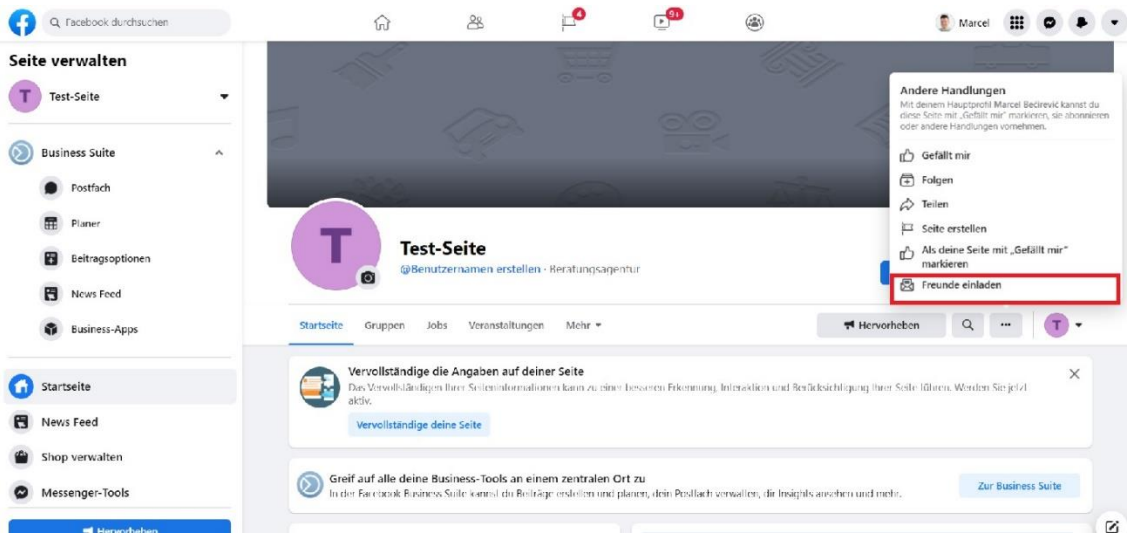 Facebook durchsuchen
4
9+
Marcel
Seite verwalten
T
Test-Seite
Business Suite
Postfach
Planer
Beitragsoptionen
News Feed
Business-Apps
Startseite
News Feed
Shop verwalten
Messenger-Tools
Hervorheben
T
Test-Seite
@Benutzernamen erstellen · Beratungsagentur
Andere Handlungen
Mit deinem Hauptprofil Marcel Bećirević kannst du
diese Seite mit „Gefällt mir" markieren, sie abonnieren
oder andere Handlungen vornehmen.
Gefällt mir
Folgen
Teilen
Seite erstellen
Als deine Seite mit „Gefällt mir"
markieren
Freunde einladen
Startseite Gruppen Jobs Veranstaltungen Mehr
Hervorheben
T
Vervollständige die Angaben auf deiner Seite
Das Vervollständigen Ihrer Seiteninformationen kann zu einer besseren Erkennung, Interaktion und Berücksichtigung Ihrer Seite führen. Werden Sie jetzt
aktiv.
Vervollständige deine Seite
Greif auf alle deine Business-Tools an einem zentralen Ort zu
In der Facebook Business Suite kannst du Beiträge erstellen und planen, dein Postfach verwalten, dir Insights ansehen und mehr.
Zur Business Suite